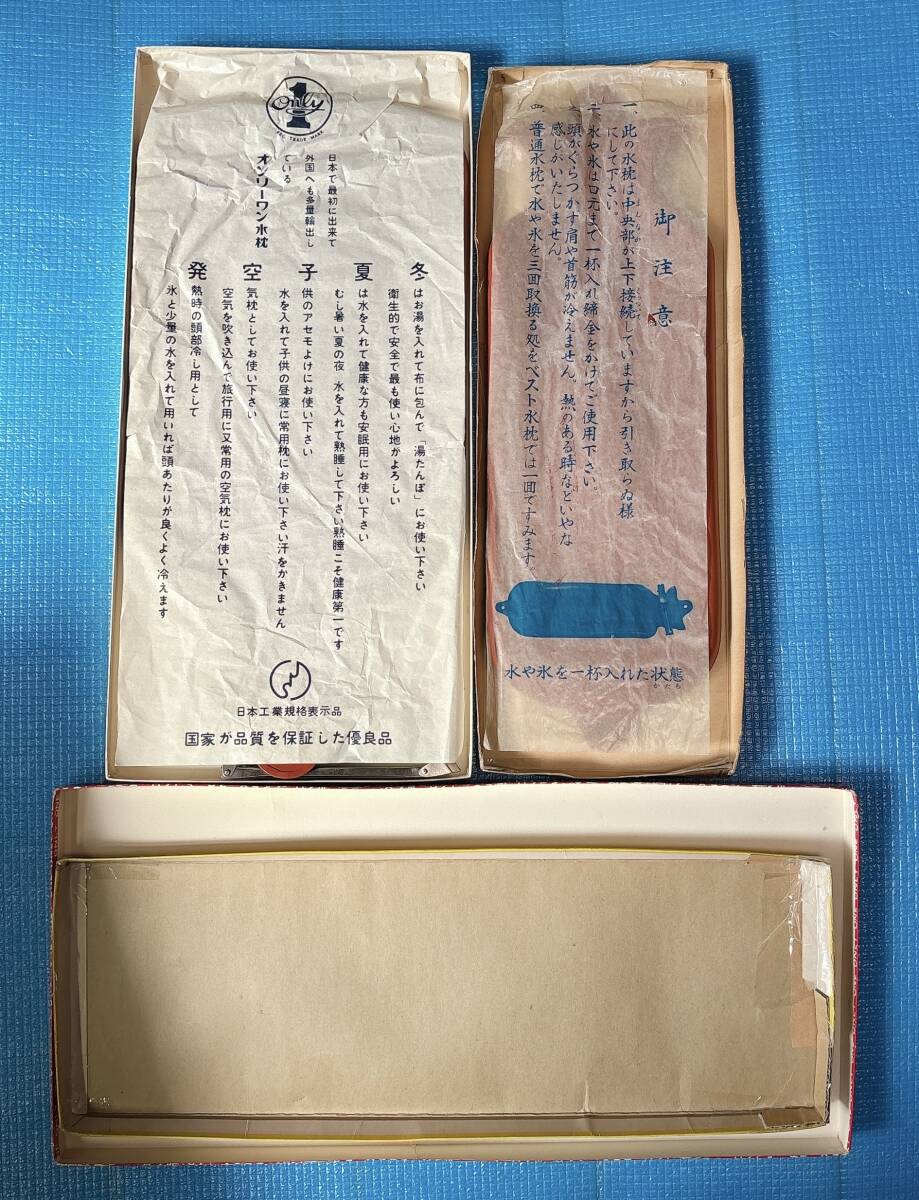 Only
1
TRADE MARK
日本で最初に出来て
外国へも多量輸出し
ている
オンリーワン水枕
冬 はお湯を入れて布に包んで「湯たんぽ」にお使い下さい
衛生的で安全で最も使い心地がよろしい
夏 は水を入れて健康な方も安眠用にお使い下さい
むし暑い夏の夜 水を入れて熟睡して下さい熟睡こそ健康第一です
子 供のアセモよけにお使い下さい
水を入れて子供の昼寝に常用枕にお使い下さい汗をかきません
空 気枕としてお使い下さい
空気を吹き込んで旅行用に又常用の空気枕にお使い下さい
発 熱時の頭部冷し用として
氷と少量の水を入れて用いれば頭あたりが良くよく冷えます
日本工業規格表示品
国家が品質を保証した優良品
御注意
一、此の水枕は中央部が上下接続していますから引き取らぬ様
にして下さい。
二、水や氷は口元まで一杯入れ締金をかけてご使用下さい。
頭がぐらつかず肩や首筋が冷えません。熱のある時などいやな
感じがいたしません。
四 普通水枕で水や氷を三回取換る処をベスト水枕では一回ですみます。
水や氷を一杯入れた状態
かたち